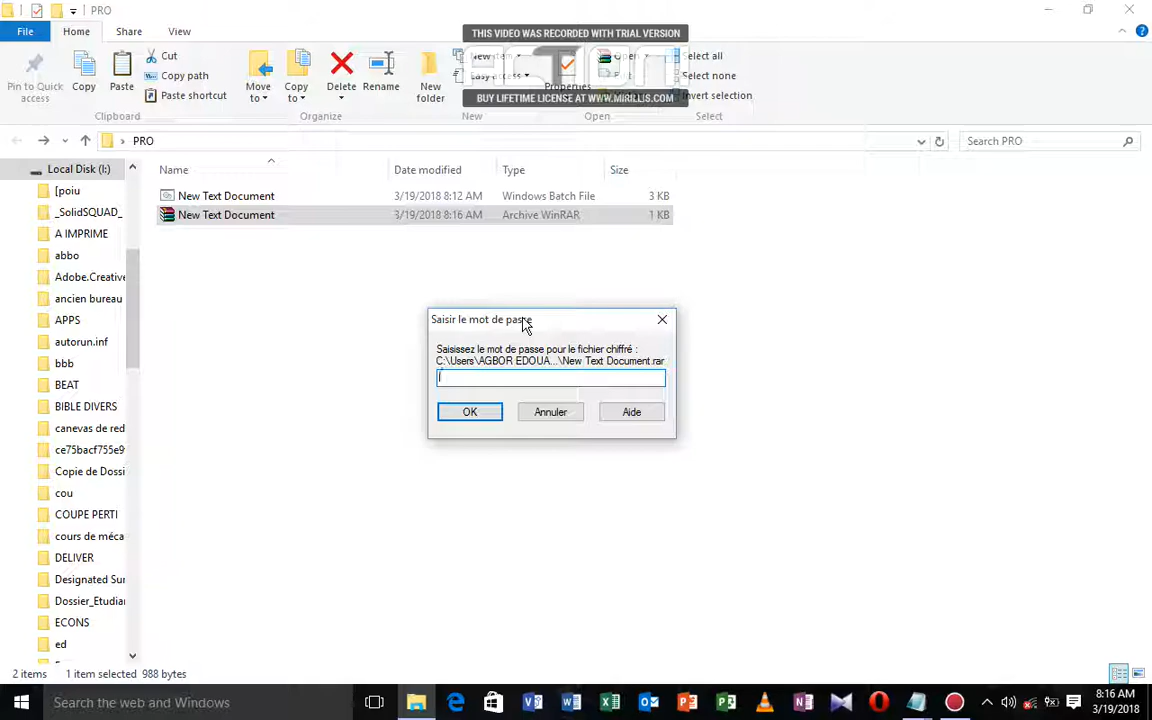 PRO
File
Home
Share
View
THIS VIDEO WAS RECORDED WITH TRIAL VERSION
ACTION
BUY LIFETIME LICENSE AT WWW.MIRILLIS.COM
Pin to Quick access
Copy
Paste
Cut
Copy path
Paste shortcut
Clipboard
Move to
Copy to
Delete
Rename
Organize
New folder
New item
Easy access
New
Properties
Open
Open
Select all
Select none
Invert selection
Select
PRO
Search PRO
Name
Date modified
Type
Size
New Text Document 3/19/2018 8:12 AM Windows Batch File 3 KB
New Text Document 3/19/2018 8:16 AM Archive WinRAR 1 KB
Local Disk (I:)
[poiu
_SolidSQUAD_
A IMPRIME
abbo
Adobe.Creative
ancien bureau
APPS
autorun.inf
bbb
BEAT
BIBLE DIVERS
canevas de red
ce75bacf755e9
Copie de Dossi
cou
COUPE PERTI
cours de méca
DELIVER
Designated Sur
Dossier_Etudian
ECONS
ed
Saisir le mot de passe
Saisissez le mot de passe pour le fichier chiffré :
C:\Users\AGBOR EDOUA...\New Text Document.rar
OK
Annuler
Aide
2 items
1 item selected 988 bytes
Search the web and Windows
8:16 AM
3/19/2018